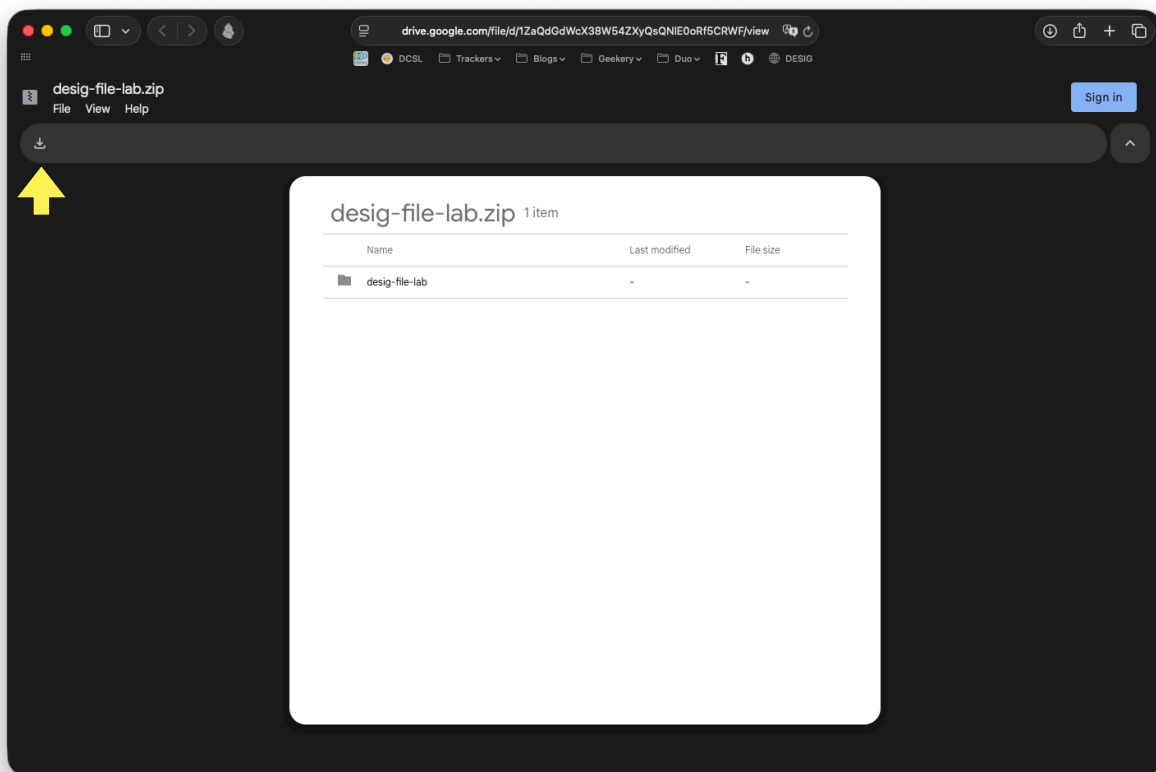 drive.google.com/file/d/1ZaQdGdWcX38W54ZXyQsQNlE0oRf5CRWF/view
DCSL Trackers Blogs Geekery Duo F h DESIG
desig-file-lab.zip
File View Help
Sign in
desig-file-lab.zip 1 item
Name Last modified File size
desig-file-lab - -